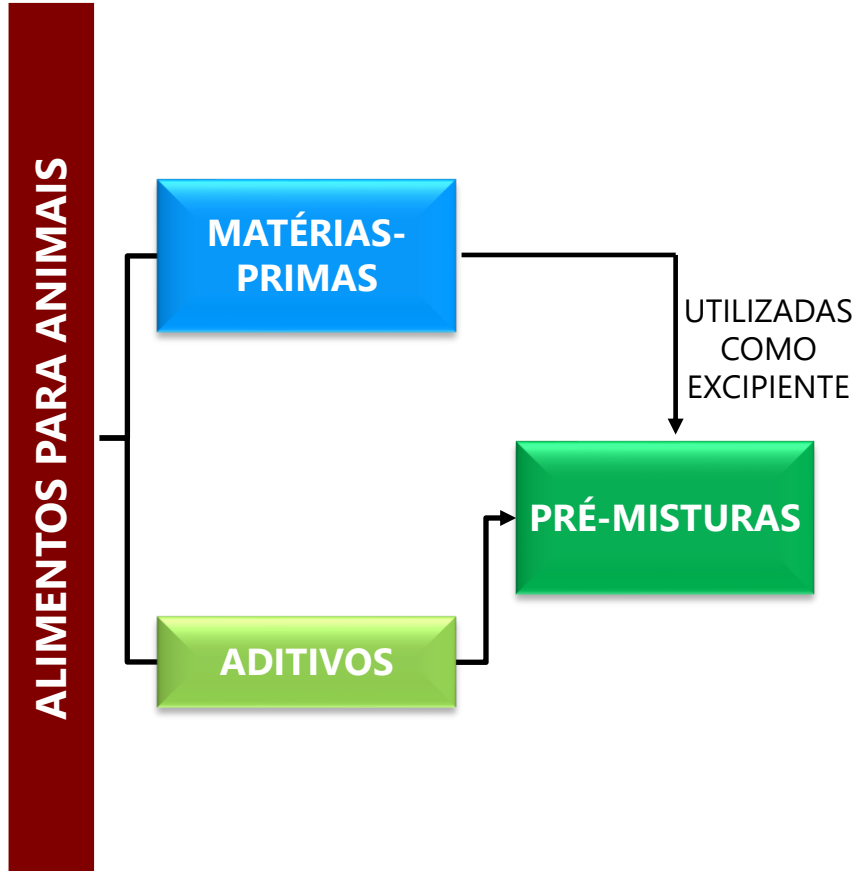 ALIMENTOS PARA ANIMAIS
MATÉRIAS-
PRIMAS
UTILIZADAS
COMO
EXCIPIENTE
PRÉ-MISTURAS
ADITIVOS